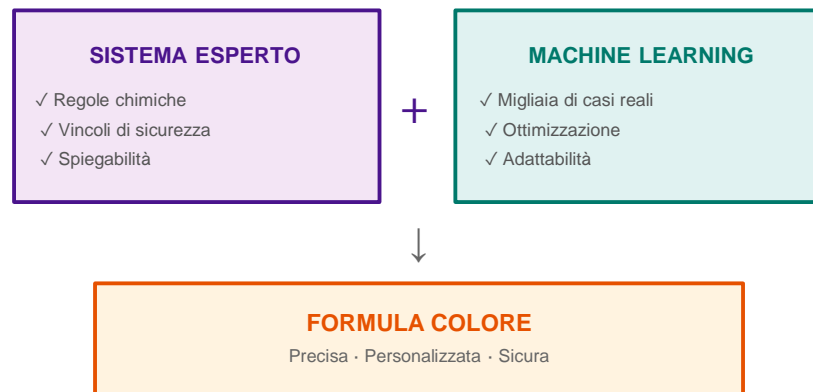 SISTEMA ESPERTO
✓ Regole chimiche
✓ Vincoli di sicurezza
✓ Spiegabilità
+
MACHINE LEARNING
✓ Migliaia di casi reali
✓ Ottimizzazione
✓ Adattabilità
↓
FORMULA COLORE
Precisa · Personalizzata · Sicura